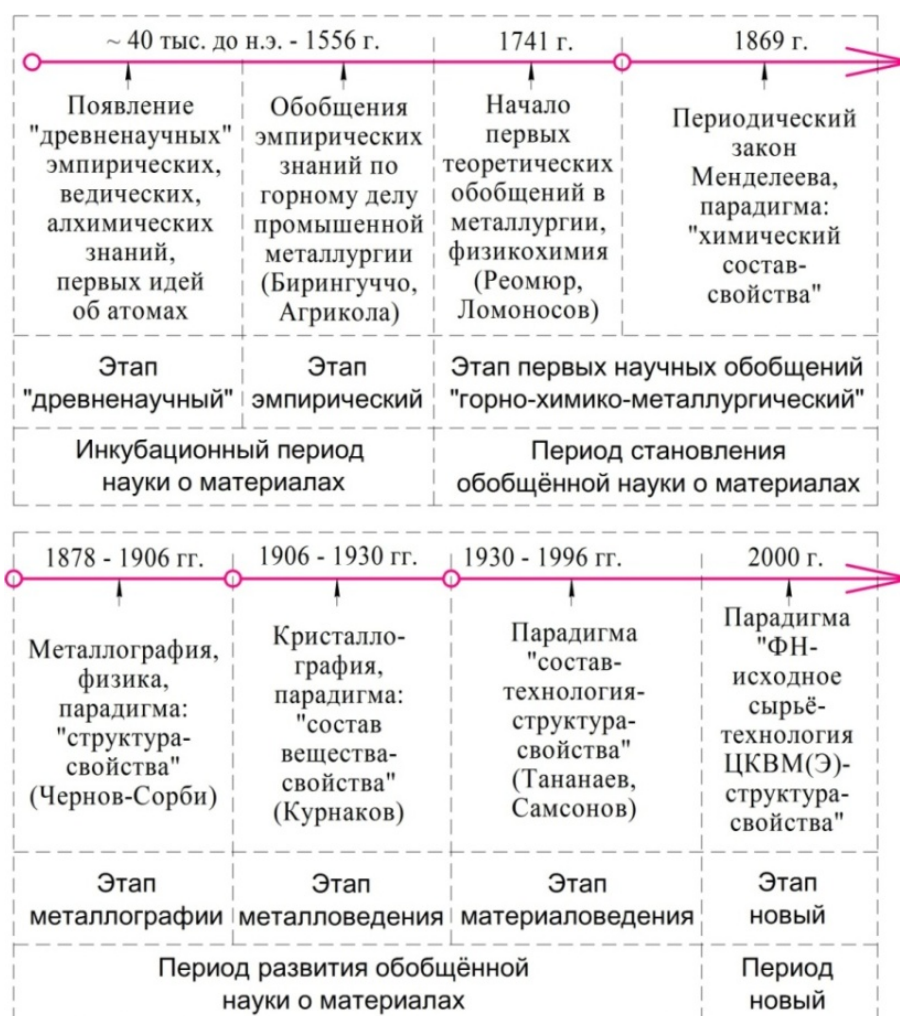 ~ 40 тыс. до н.э. - 1556 г.
1741 г.
1869 г.
Появление
"древненаучных"
эмпирических,
ведических,
алхимических
знаний,
первых идей
об атомах
Обобщения
эмпирических
знаний по
горному делу
промышленной
металлургии
(Бирингуччо,
Агрикола)
Начало
первых
теоретических
обобщений в
металлургии,
физикохимия
(Реомюр,
Ломоносов)
Периодический
закон
Менделеева,
парадигма:
"химический
состав-
свойства"
Этап
"древненаучный"
Этап
эмпирический
Этап первых научных обобщений
"горно-химико-металлургический"
Инкубационный период
науки о материалах
Период становления
обобщённой науки о материалах
1878 - 1906 гг.
1906 - 1930 гг.
1930 - 1996 гг.
2000 г.
Металлография,
физика,
парадигма:
"структура-
свойства"
(Чернов-Сорби)
Кристалло-
графия,
парадигма:
"состав
вещества-
свойства"
(Курнаков)
Парадигма
"состав-
технология-
структура-
свойства"
(Тананаев,
Самсонов)
Парадигма
"ФН-
исходное
сырьё-
технология
ЦКВМ(Э)-
структура-
свойства"
Этап
металлографии
Этап
металловедения
Этап
материаловедения
Этап
новый
Период развития обобщённой
науки о материалах
Период
новый